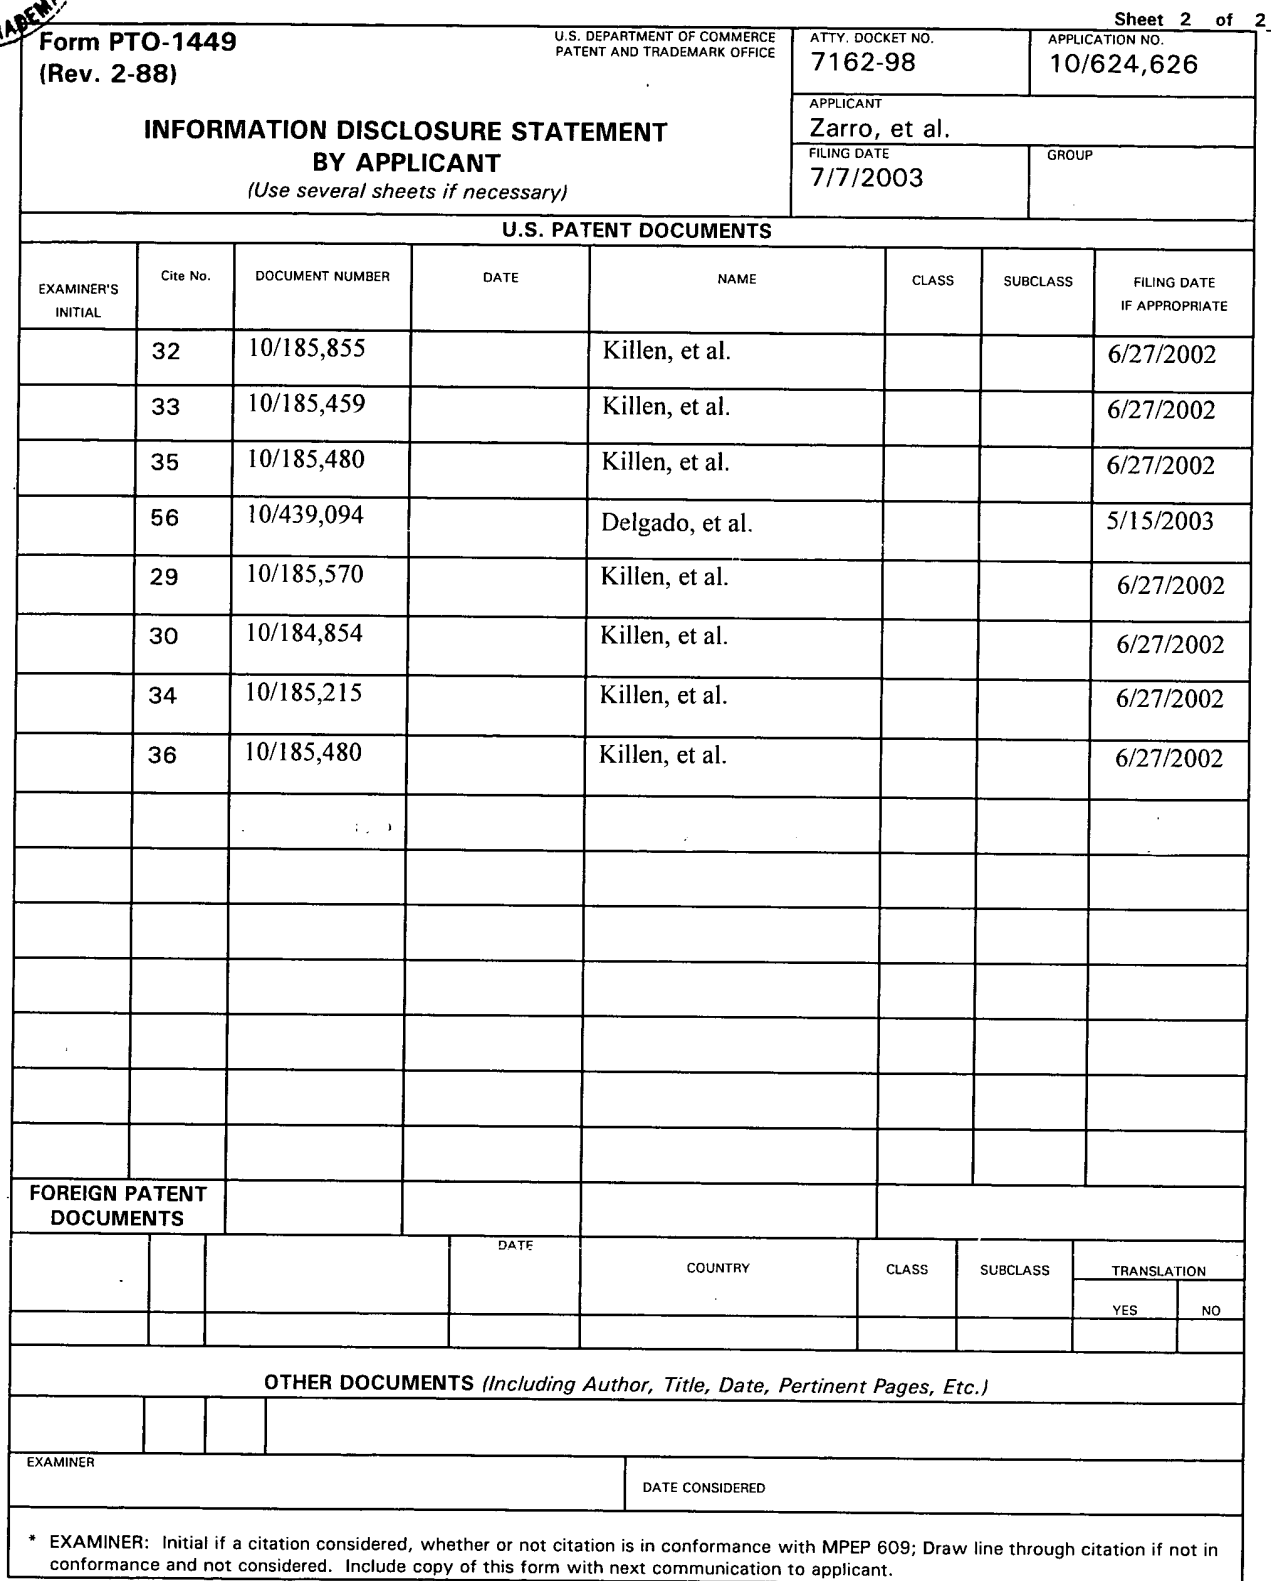 Sheet 2 of 2
Form PTO-1449
(Rev. 2-88)
U.S. DEPARTMENT OF COMMERCE
PATENT AND TRADEMARK OFFICE
ATTY. DOCKET NO.
7162-98
APPLICATION NO.
10/624,626
INFORMATION DISCLOSURE STATEMENT
BY APPLICANT
(Use several sheets if necessary)
APPLICANT
Zarro, et al.
FILING DATE
7/7/2003
GROUP
U.S. PATENT DOCUMENTS
EXAMINER'S INITIAL Cite No. DOCUMENT NUMBER DATE NAME CLASS SUBCLASS FILING DATE IF APPROPRIATE
32 10/185,855 Killen, et al. 6/27/2002
33 10/185,459 Killen, et al. 6/27/2002
35 10/185,480 Killen, et al. 6/27/2002
56 10/439,094 Delgado, et al. 5/15/2003
29 10/185,570 Killen, et al. 6/27/2002
30 10/184,854 Killen, et al. 6/27/2002
34 10/185,215 Killen, et al. 6/27/2002
36 10/185,480 Killen, et al. 6/27/2002
FOREIGN PATENT
DOCUMENTS
DATE COUNTRY CLASS SUBCLASS TRANSLATION
YES NO
OTHER DOCUMENTS (Including Author, Title, Date, Pertinent Pages, Etc.)
EXAMINER
DATE CONSIDERED
* EXAMINER: Initial if a citation considered, whether or not citation is in conformance with MPEP 609; Draw line through citation if not in
conformance and not considered. Include copy of this form with next communication to applicant.